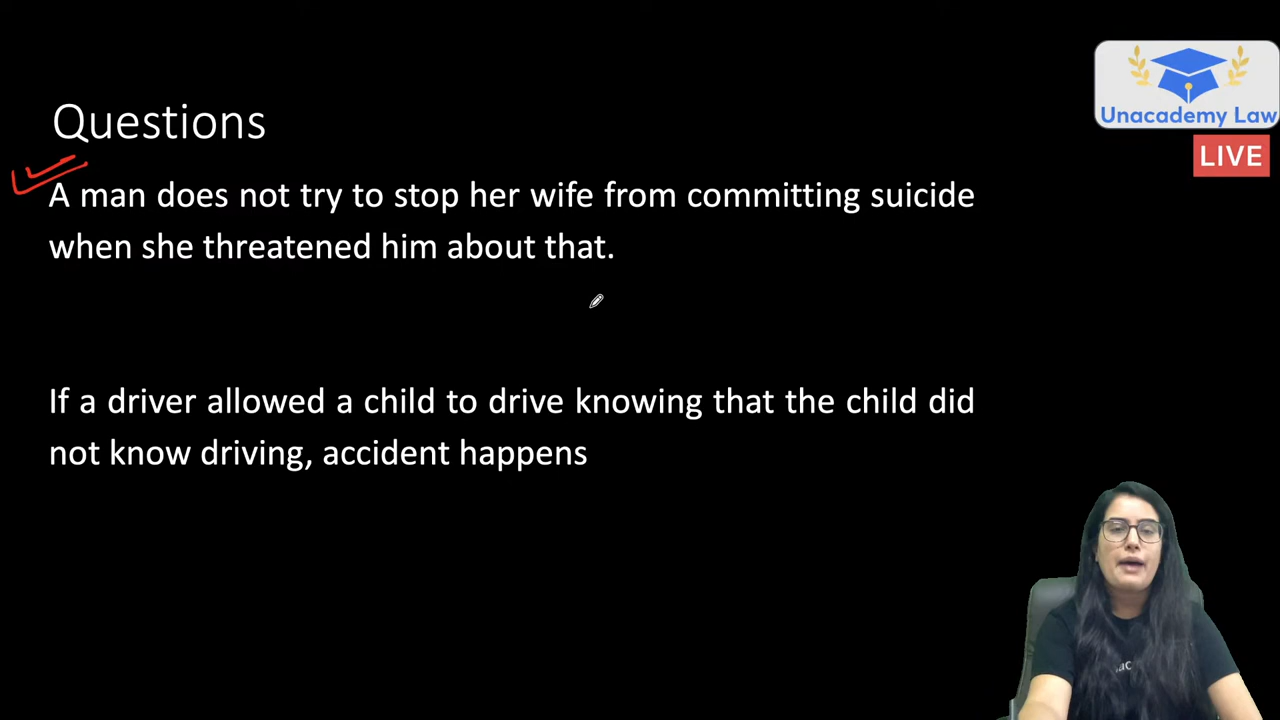 Unacademy Law
LIVE
Questions
A man does not try to stop her wife from committing suicide
when she threatened him about that.
If a driver allowed a child to drive knowing that the child did
not know driving, accident happens